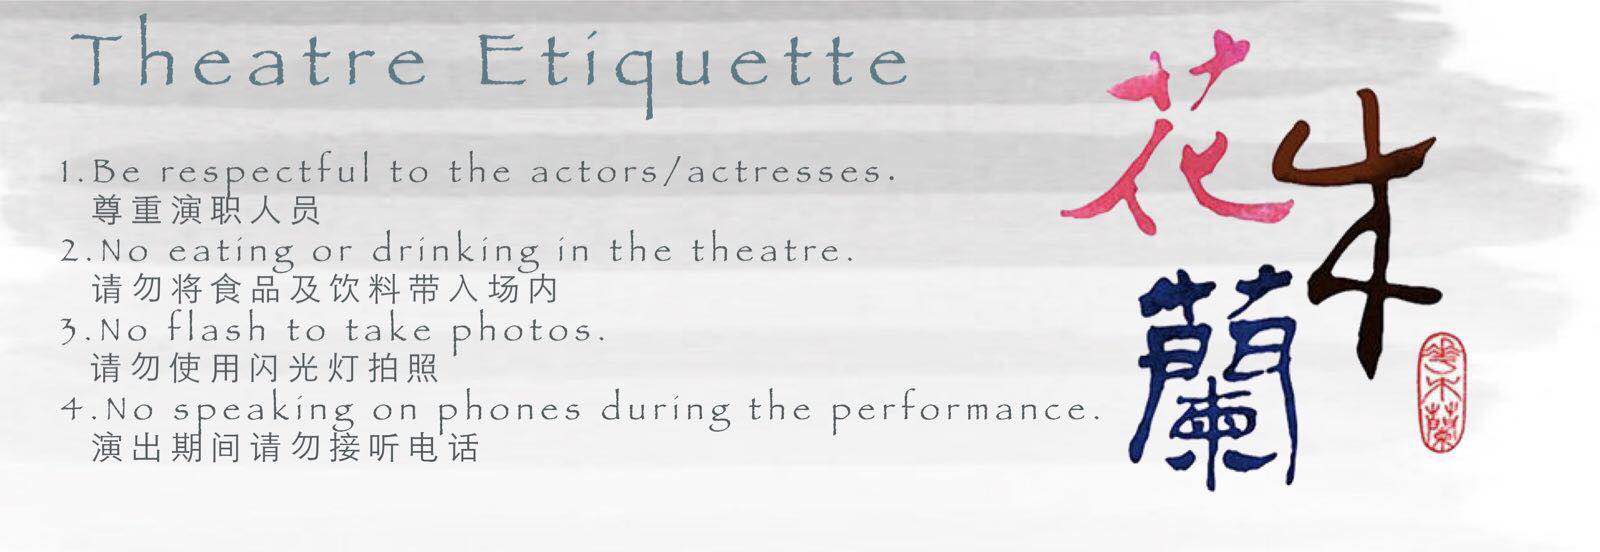 Theatre Etiquette
1.Be respectful to the actors/actresses.
尊重演职人员
2.No eating or drinking in the theatre.
请勿将食品及饮料带入场内
3.No flash to take photos.
请勿使用闪光灯拍照
4.No speaking on phones during the performance.
演出期间请勿接听电话
花
木
蘭
花木蘭